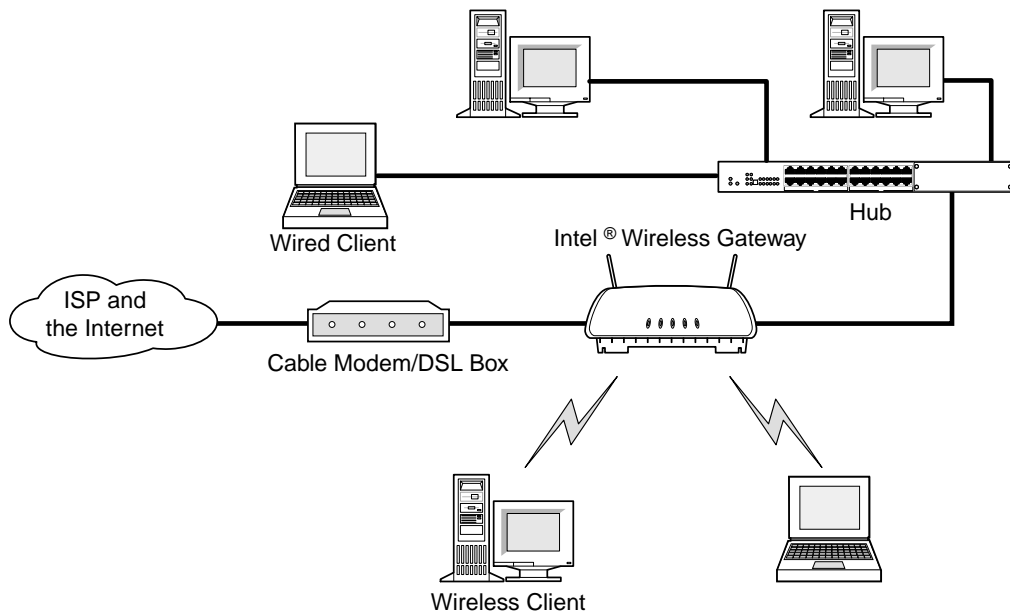 Hub
Wired Client
Intel ® Wireless Gateway
ISP and
the Internet
Cable Modem/DSL Box
Wireless Client